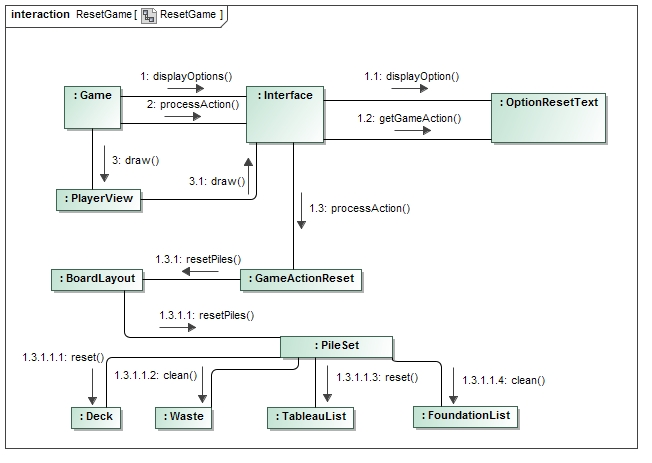 interaction ResetGame [ ResetGame ]
1: displayOptions()
1.1: displayOption()
: Game
: Interface
: OptionResetText
2: processAction()
1.2: getGameAction()
3: draw()
3.1: draw()
: PlayerView
1.3: processAction()
1.3.1: resetPiles()
: BoardLayout
: GameActionReset
1.3.1.1: resetPiles()
: PileSet
1.3.1.1.1: reset()
1.3.1.1.2: clean()
1.3.1.1.3: reset()
1.3.1.1.4: clean()
: Deck
: Waste
: TableauList
: FoundationList